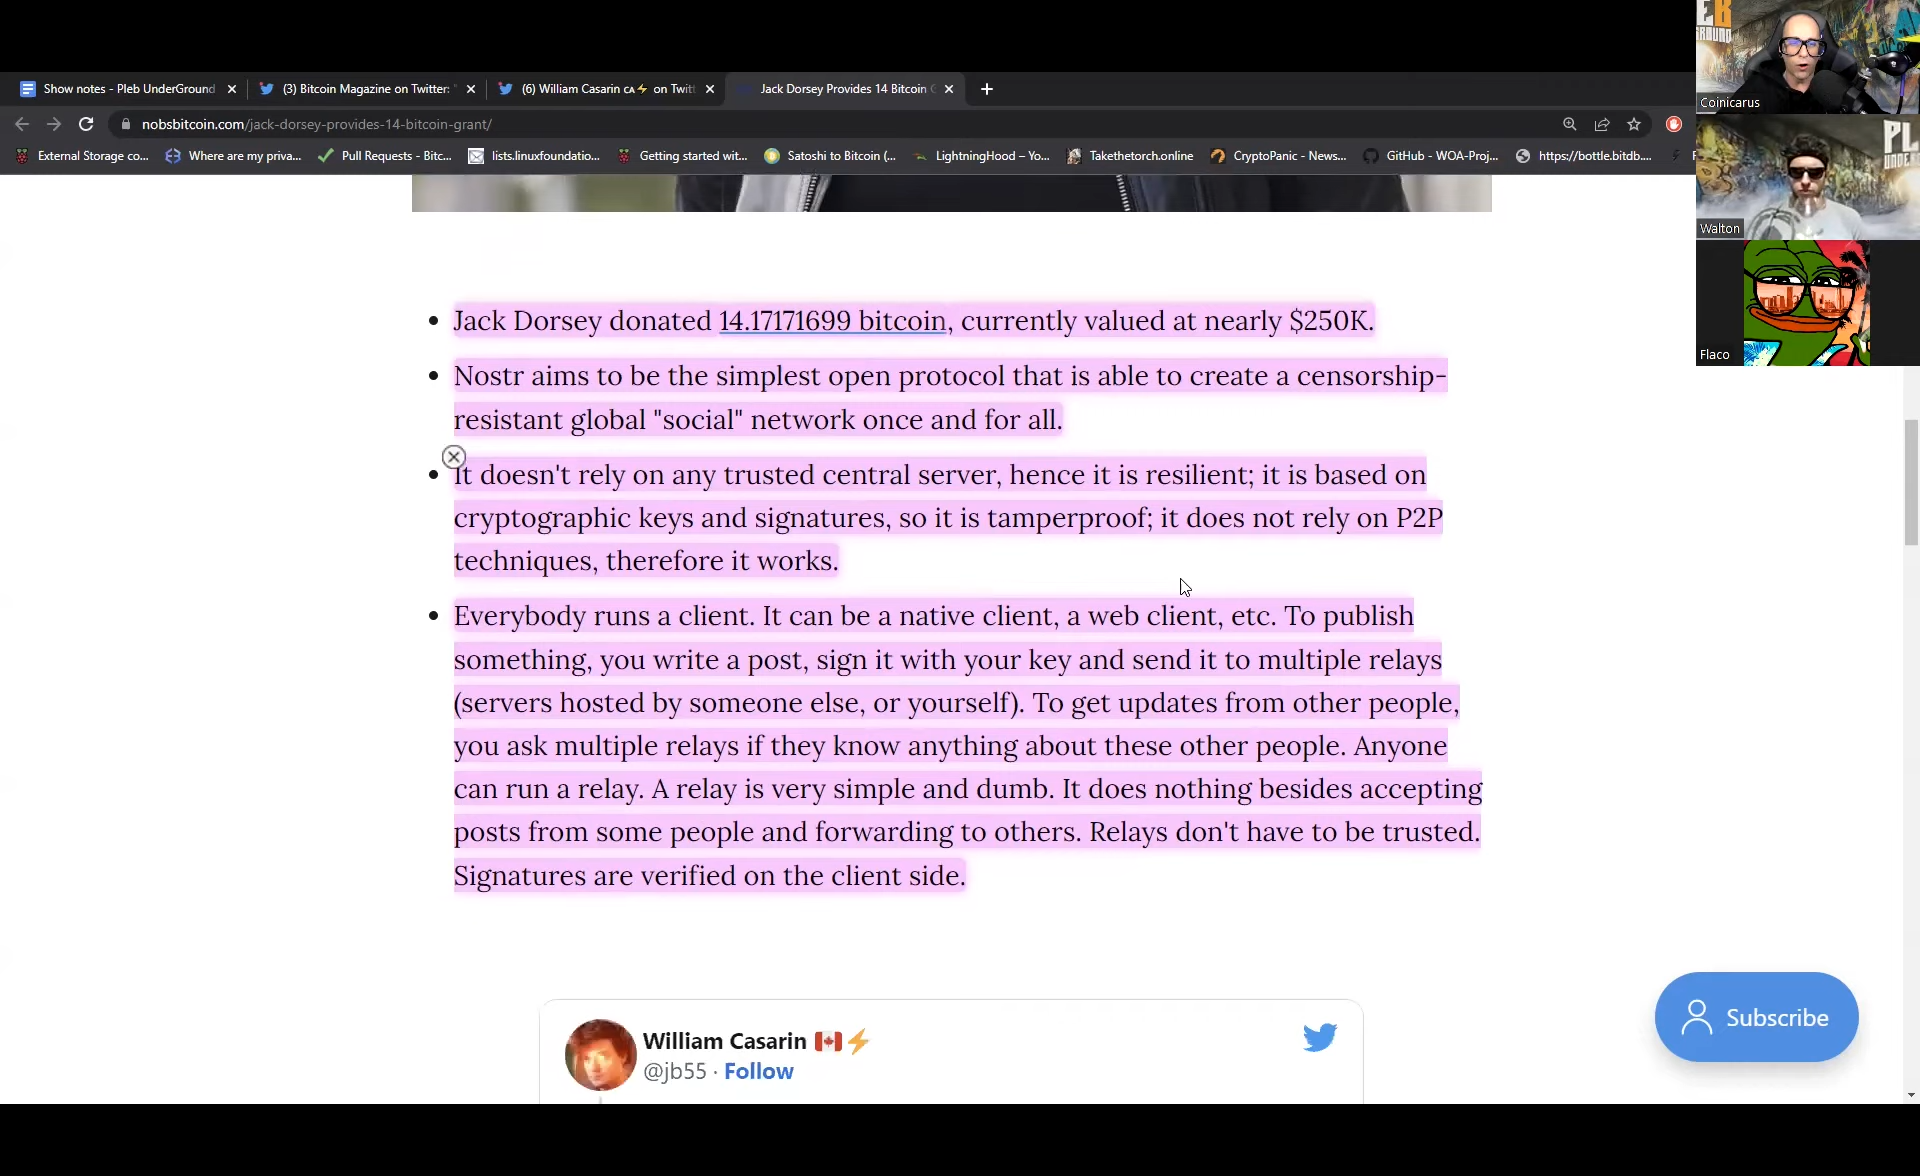 Show notes - Pleb UnderGround
(3) Bitcoin Magazine on Twitter: "
(6) William Casarin CA⚡ on Twitt
Jack Dorsey Provides 14 Bitcoin G
nobsbitcoin.com/jack-dorsey-provides-14-bitcoin-grant/
External Storage co...
Where are my priva...
Pull Requests - Bitc...
lists.linuxfoundatio...
Getting started wit...
Satoshi to Bitcoin (...
LightningHood – Yo...
Takethetorch.online
CryptoPanic - News...
GitHub - WOA-Proj...
https://bottle.bitdb....
EB
Coinicarus
PL
Walton
Flaco
• Jack Dorsey donated 14.17171699 bitcoin, currently valued at nearly $250K.
• Nostr aims to be the simplest open protocol that is able to create a censorship-
resistant global "social" network once and for all.
• It doesn't rely on any trusted central server, hence it is resilient; it is based on
cryptographic keys and signatures, so it is tamperproof; it does not rely on P2P
techniques, therefore it works.
• Everybody runs a client. It can be a native client, a web client, etc. To publish
something, you write a post, sign it with your key and send it to multiple relays
(servers hosted by someone else, or yourself). To get updates from other people,
you ask multiple relays if they know anything about these other people. Anyone
can run a relay. A relay is very simple and dumb. It does nothing besides accepting
posts from some people and forwarding to others. Relays don't have to be trusted.
Signatures are verified on the client side.
William Casarin 🇨🇦⚡
@jb55 · Follow
Subscribe